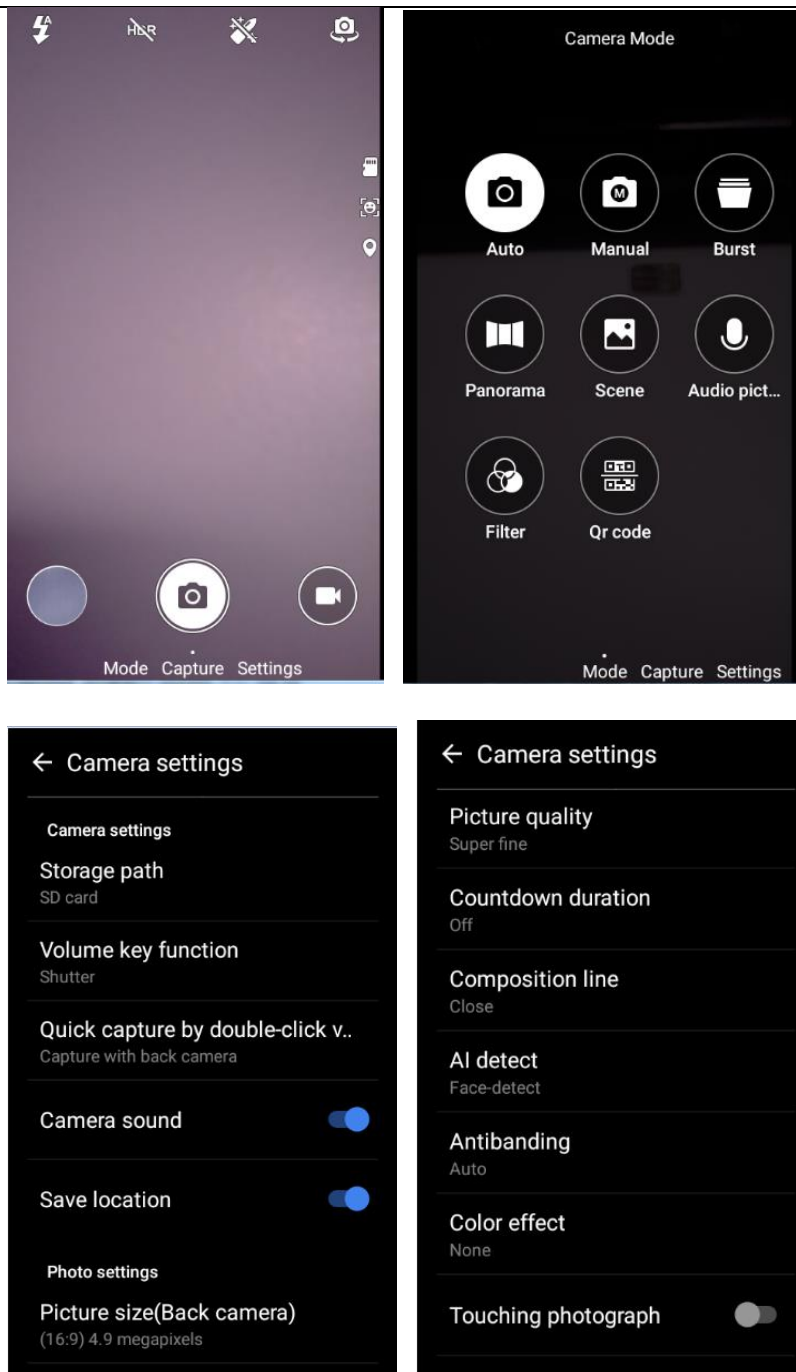 HDR
Mode Capture Settings
Camera Mode
M
Auto Manual Burst
Panorama Scene Audio pict...
Filter Qr code
Mode Capture Settings
Camera settings
Camera settings
Storage path
SD card
Volume key function
Shutter
Quick capture by double-click v..
Capture with back camera
Camera sound
Save location
Photo settings
Picture size(Back camera)
(16:9) 4.9 megapixels
Camera settings
Picture quality
Super fine
Countdown duration
Off
Composition line
Close
AI detect
Face-detect
Antibanding
Auto
Color effect
None
Touching photograph